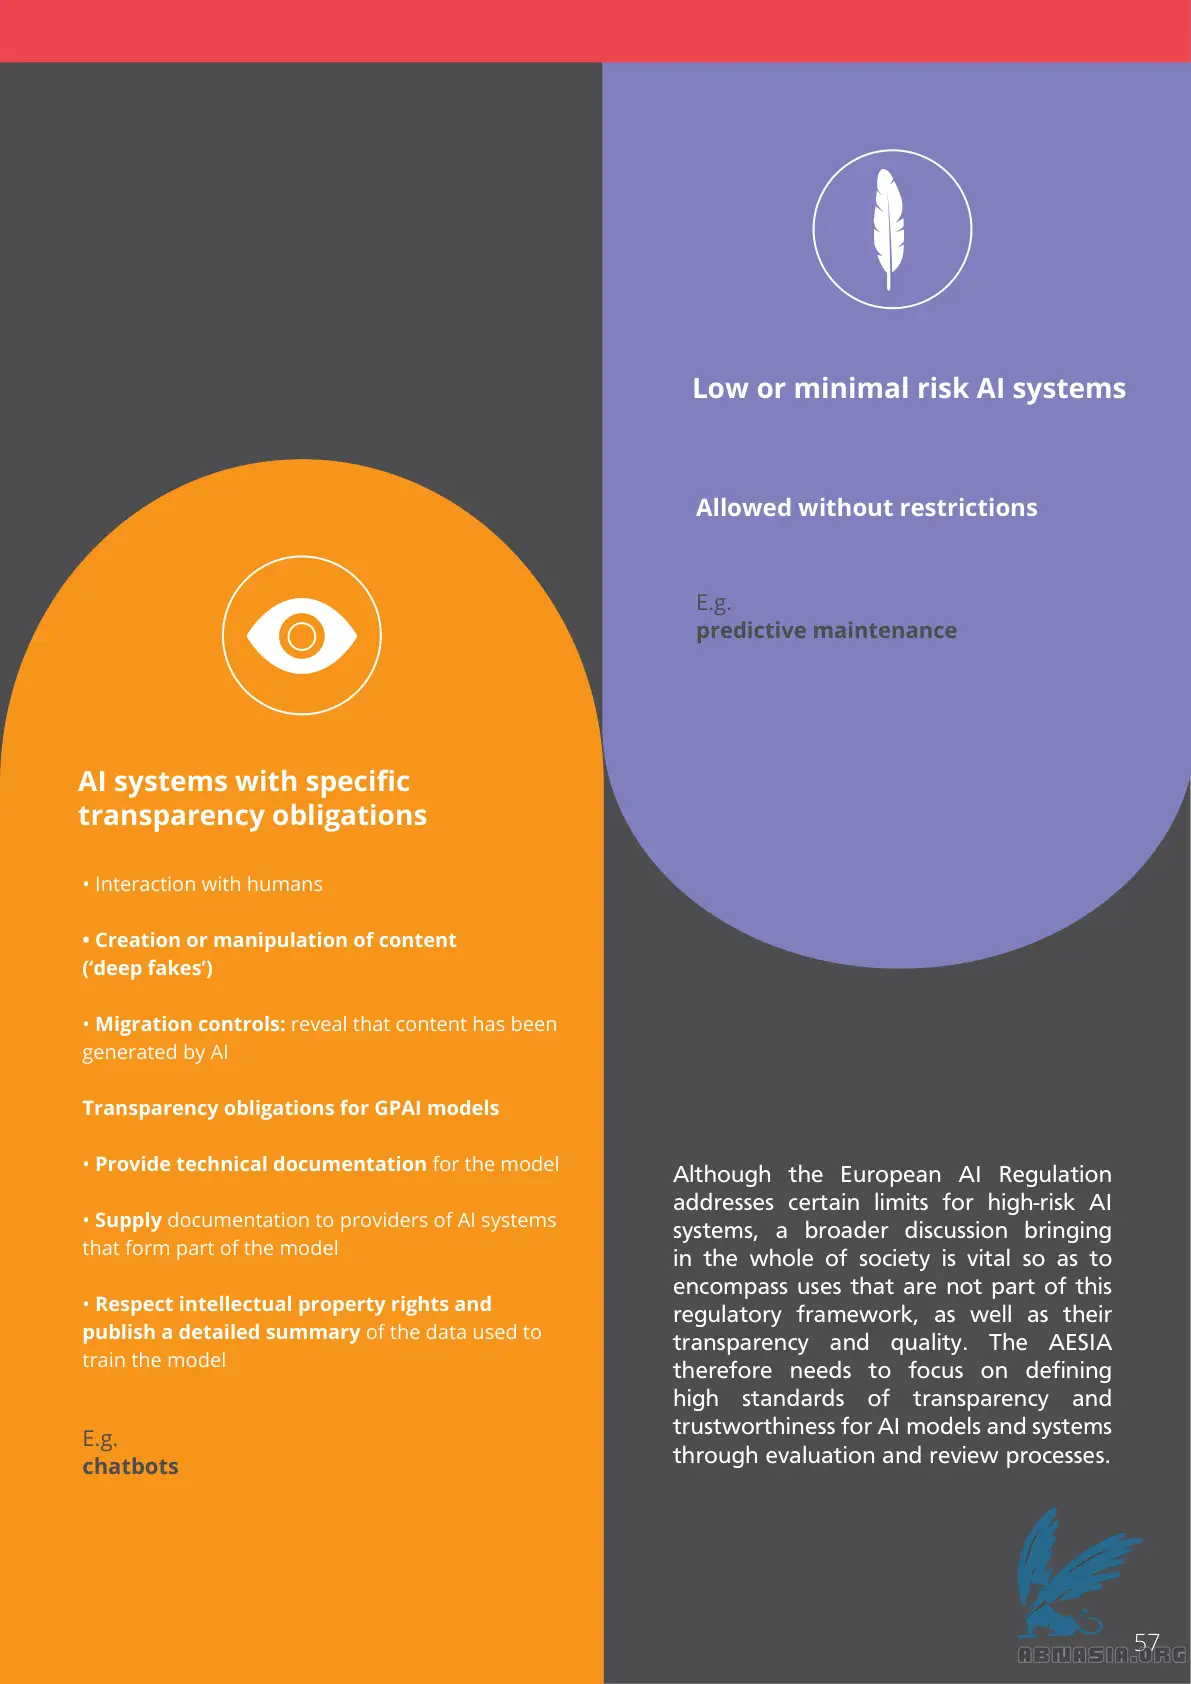 Low or minimal risk AI systems
Allowed without restrictions
E.g.
predictive maintenance
AI systems with specific
transparency obligations
• Interaction with humans
• Creation or manipulation of content
(‘deep fakes’)
• Migration controls: reveal that content has been
generated by AI
Transparency obligations for GPAI models
• Provide technical documentation for the model
• Supply documentation to providers of AI systems
that form part of the model
• Respect intellectual property rights and
publish a detailed summary of the data used to
train the model
E.g.
chatbots
Although the European AI Regulation
addresses certain limits for high-risk AI
systems, a broader discussion bringing
in the whole of society is vital so as to
encompass uses that are not part of this
regulatory framework, as well as their
transparency and quality. The AESIA
therefore needs to focus on defining
high standards of transparency and
trustworthiness for AI models and systems
through evaluation and review processes.
57
ABNASIA.ORG